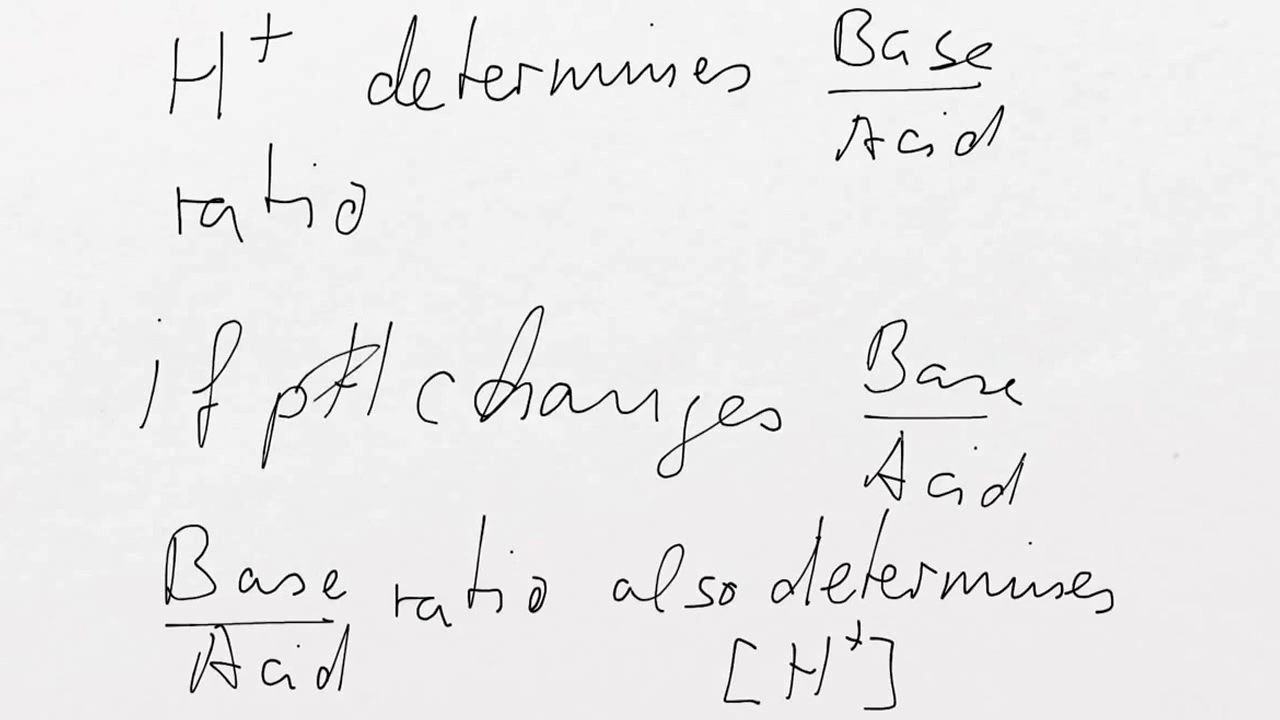 H⁺ determines Base/Acid
ratio
if pH changes Base/Acid
Base/Acid ratio also determines
[H⁺]